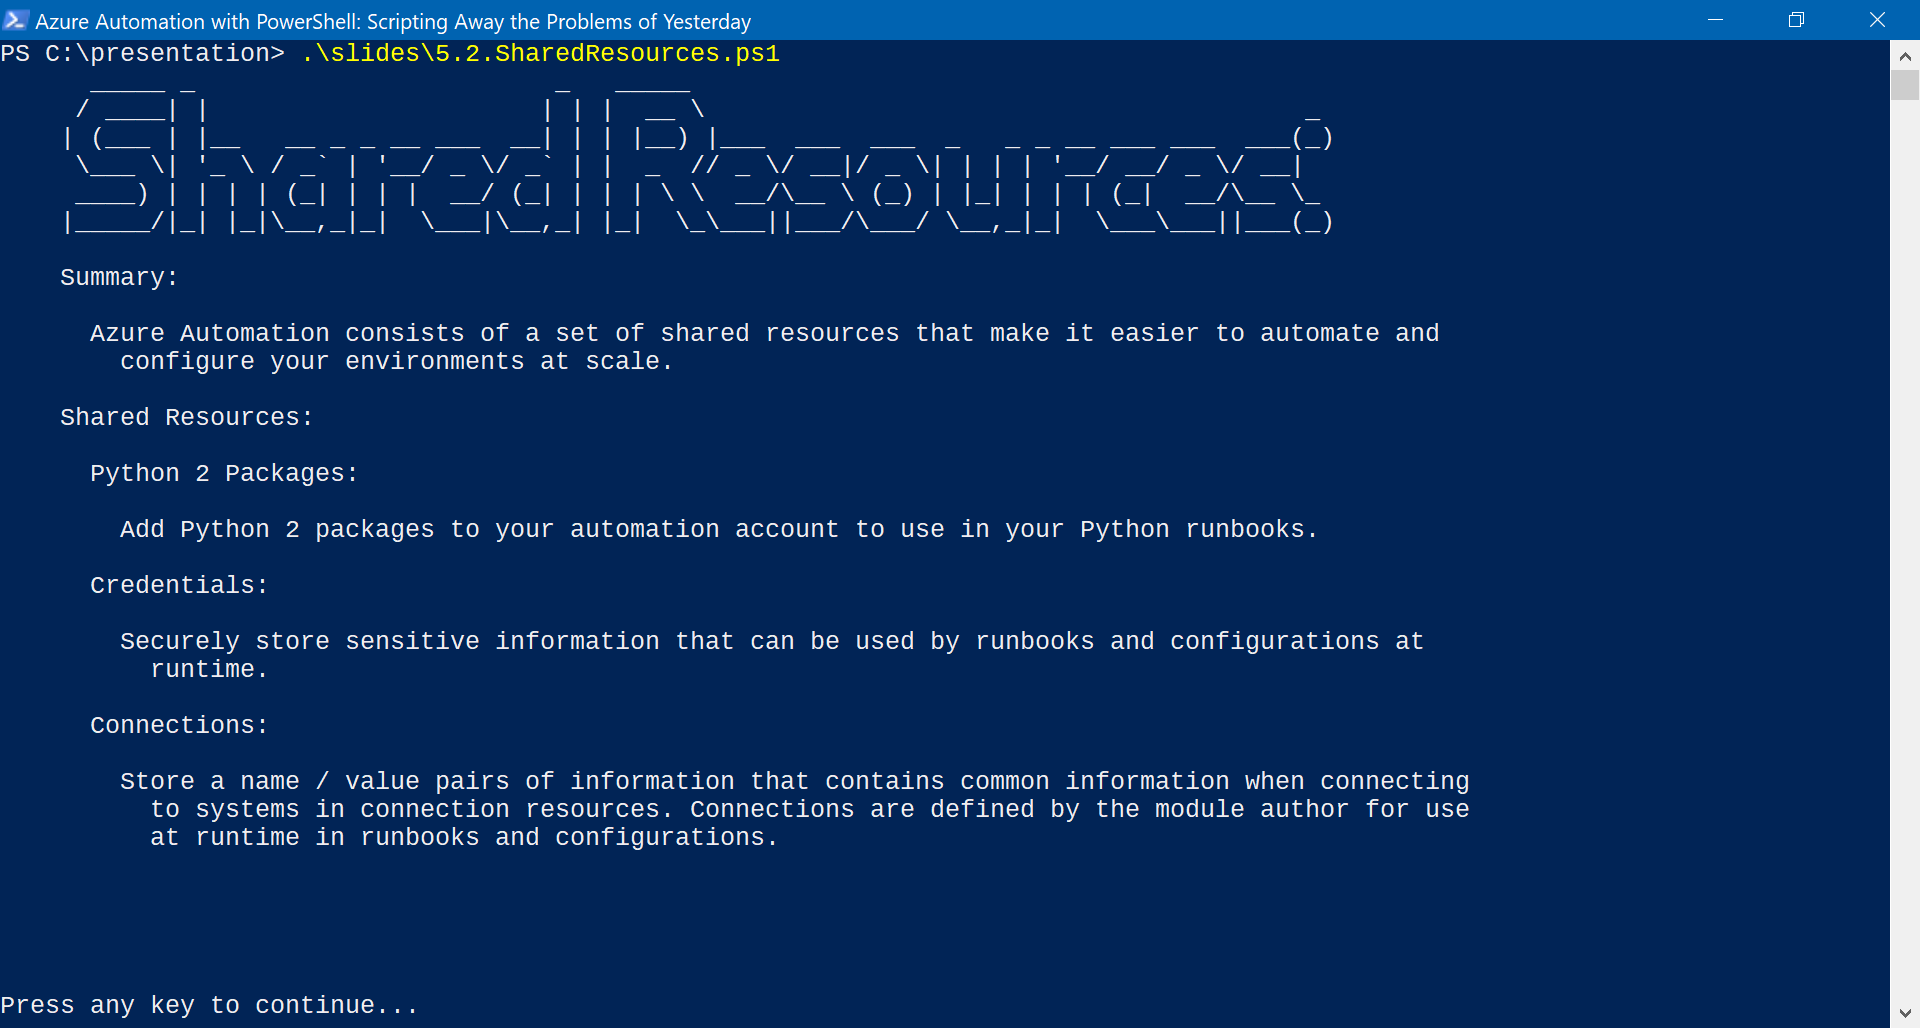 Azure Automation with PowerShell: Scripting Away the Problems of Yesterday
PS C:\presentation> .\slides\5.2.SharedResources.ps1
Shared Resources:
Summary:
Azure Automation consists of a set of shared resources that make it easier to automate and
configure your environments at scale.
Shared Resources:
Python 2 Packages:
Add Python 2 packages to your automation account to use in your Python runbooks.
Credentials:
Securely store sensitive information that can be used by runbooks and configurations at
runtime.
Connections:
Store a name / value pairs of information that contains common information when connecting
to systems in connection resources. Connections are defined by the module author for use
at runtime in runbooks and configurations.
Press any key to continue...